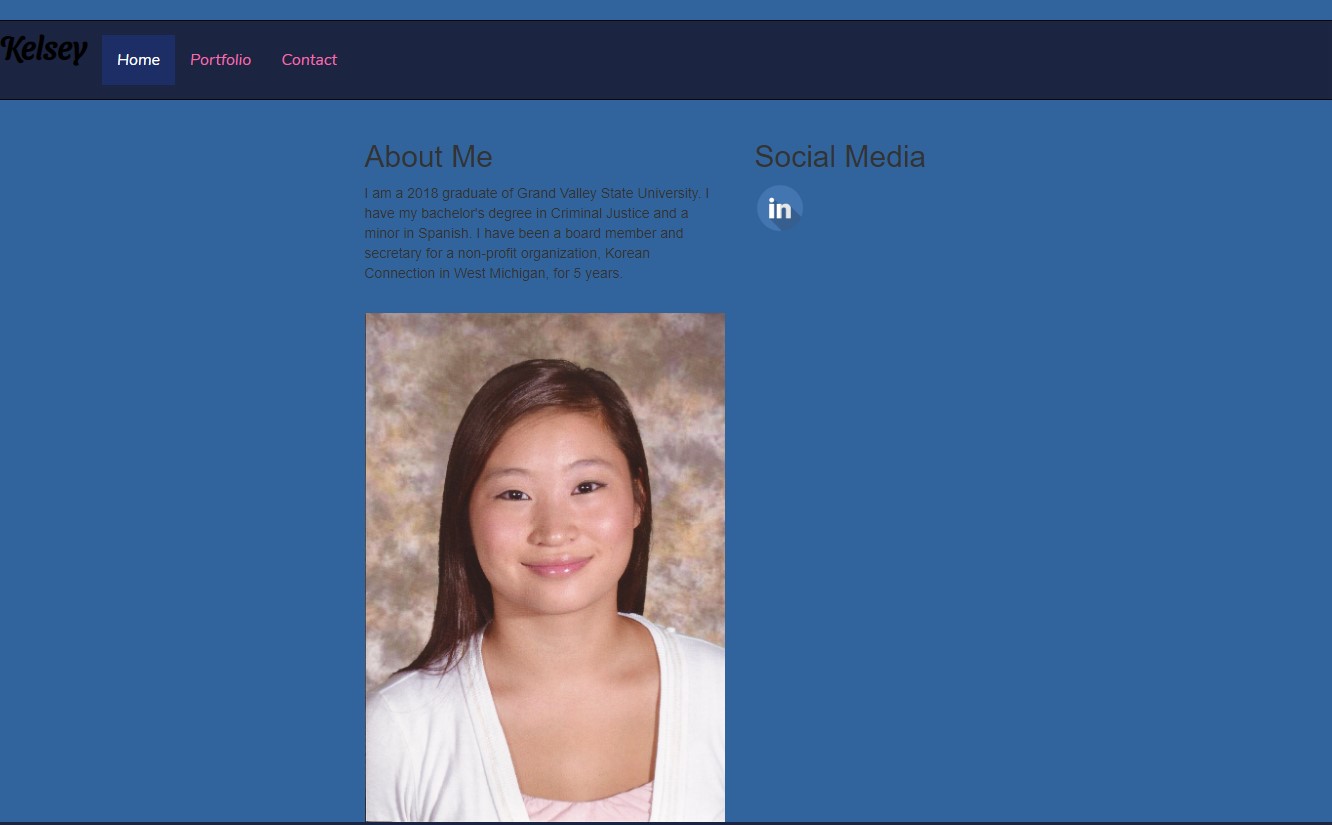 Kelsey
Home Portfolio Contact
About Me
I am a 2018 graduate of Grand Valley State University. I
have my bachelor's degree in Criminal Justice and a
minor in Spanish. I have been a board member and
secretary for a non-profit organization, Korean
Connection in West Michigan, for 5 years.
Social Media
in